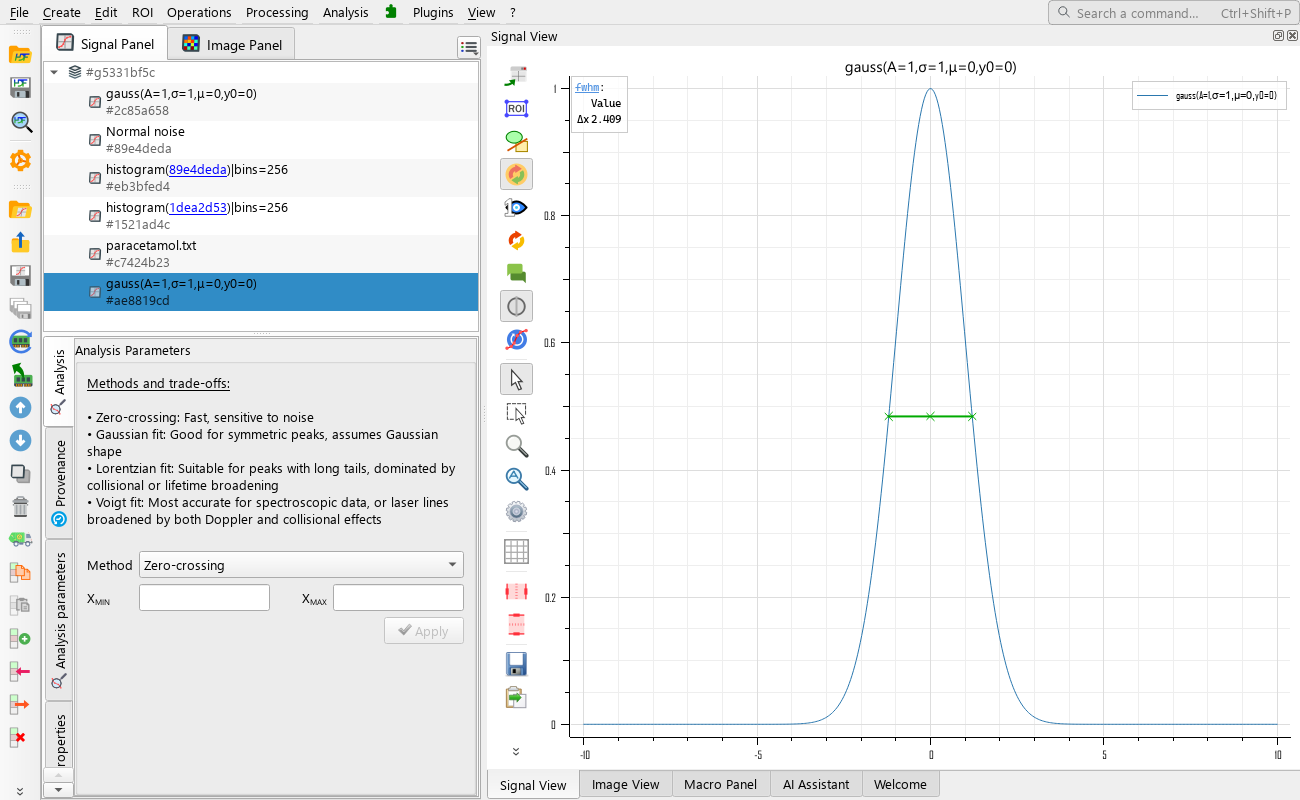 File Create Edit ROI Operations Processing Analysis Plugins View ?
Search a command... Ctrl+Shift+P
Signal Panel
Image Panel
#g5331bf5c
gauss(A=1,σ=1,μ=0,y0=0)
#2c85a658
Normal noise
#89e4deda
histogram(89e4deda)|bins=256
#eb3bfed4
histogram(1dea2d53)|bins=256
#1521ad4c
paracetamol.txt
#c7424b23
gauss(A=1,σ=1,μ=0,y0=0)
#ae8819cd
Analysis
Provenance
Analysis parameters
roperties
Analysis Parameters
Methods and trade-offs:
• Zero-crossing: Fast, sensitive to noise
• Gaussian fit: Good for symmetric peaks, assumes Gaussian
shape
• Lorentzian fit: Suitable for peaks with long tails, dominated by
collisional or lifetime broadening
• Voigt fit: Most accurate for spectroscopic data, or laser lines
broadened by both Doppler and collisional effects
Method Zero-crossing
XMIN XMAX
Apply
Signal View
ROI
gauss(A=1,σ=1,μ=0,y0=0)
fwhm:
Value
Δx 2.409
gauss(A=1,σ=1,μ=0,y0=0)
1
0.8
0.6
0.4
0.2
0
-10 -5 0 5 10
Signal View Image View Macro Panel AI Assistant Welcome